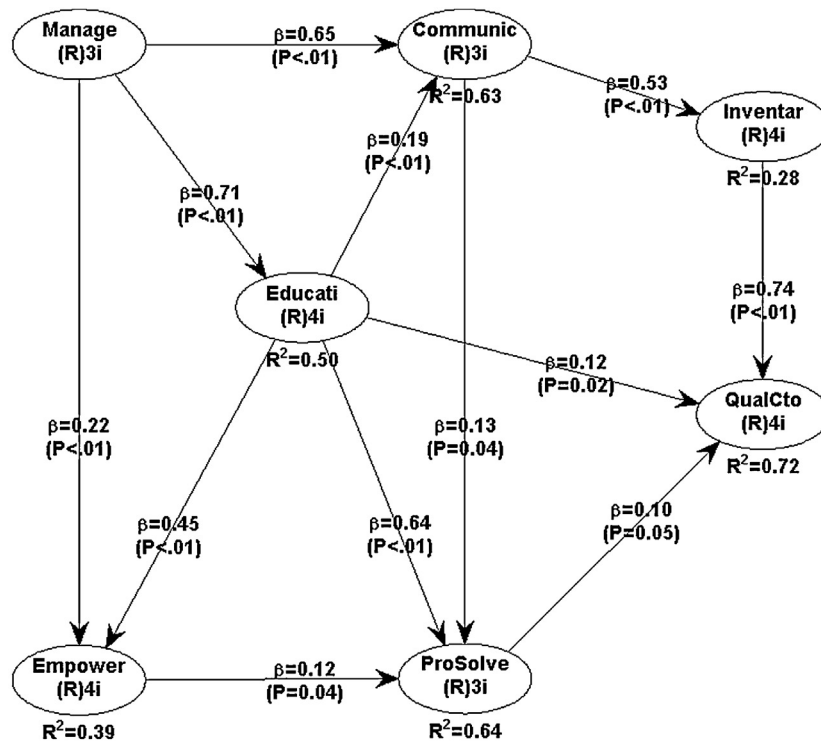 Manage
(R)3i
β=0.65
(P<.01)
Communic
(R)3i
R²=0.63
β=0.53
(P<.01)
Inventar
(R)4i
R²=0.28
β=0.19
(P<.01)
β=0.71
(P<.01)
Educati
(R)4i
R²=0.50
β=0.74
(P<.01)
β=0.12
(P=0.02)
QualCto
(R)4i
R²=0.72
β=0.22
(P<.01)
β=0.13
(P=0.04)
β=0.45
(P<.01)
β=0.64
(P<.01)
β=0.10
(P=0.05)
Empower
(R)4i
R²=0.39
β=0.12
(P=0.04)
ProSolve
(R)3i
R²=0.64